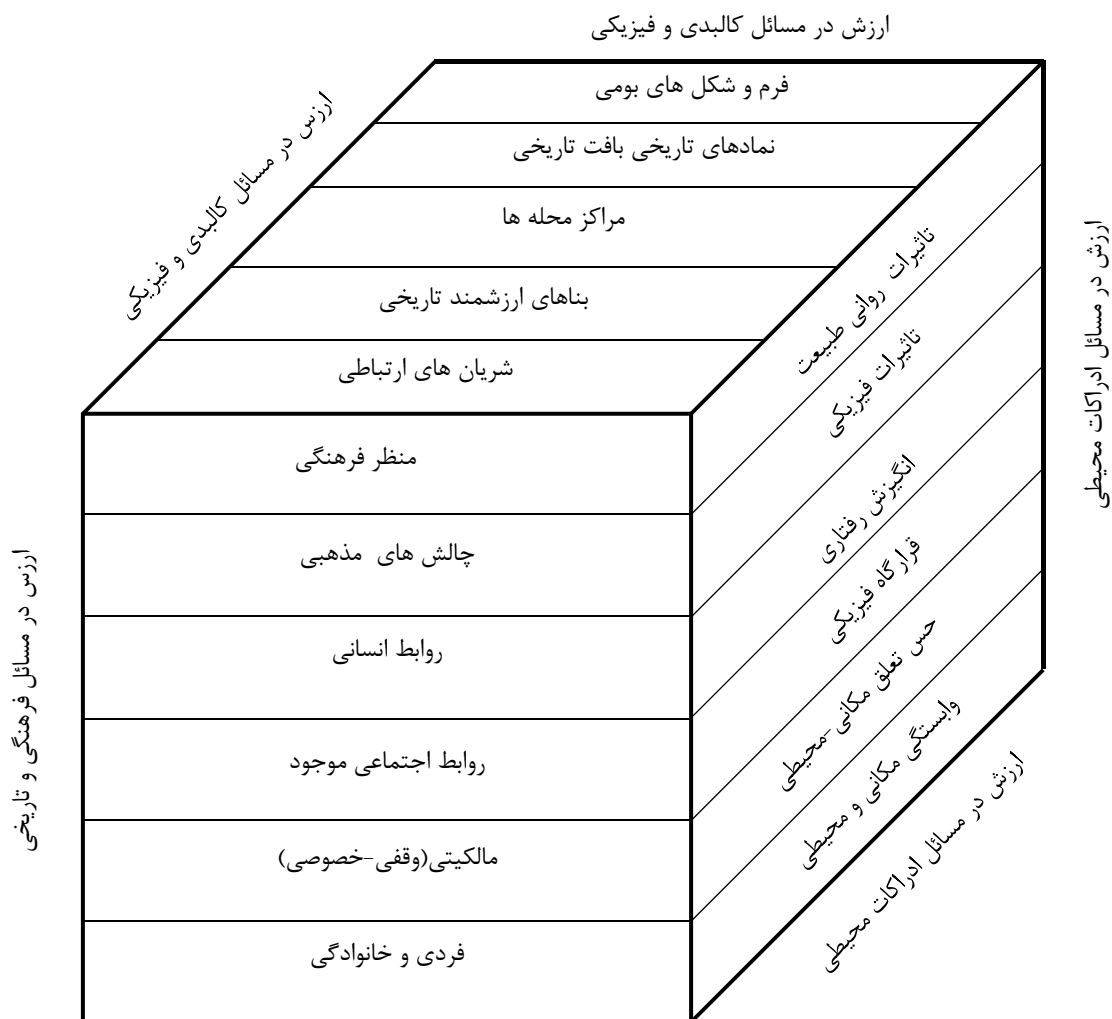 ارزش در مسائل کالبدی و فیزیکی
ارزس در مسائل کالبدی و فیزیکی
فرم و شکل های بومی
نمادهای تاریخی بافت تاریخی
مراکز محله ها
بناهای ارزشمند تاریخی
شریان های ارتباطی
ارزش در مسائل ادراکات محیطی
تاثیرات روانی طبیعت
تاثیرات فیزیکی
انگیزش رفتاری
قرار گاه فیزیکی
حس تعلق مکانی-محیطی
وابستگی مکانی و محیطی
ارزش در مسائل ادراکات محیطی
منظر فرهنگی
چالش های مذهبی
روابط انسانی
روابط اجتماعی موجود
مالکیتی(وقفی-خصوصی)
فردی و خانوادگی
ارزس در مسائل فرهنگی و تاریخی